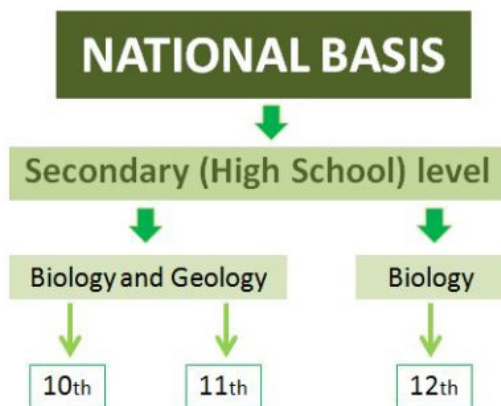 NATIONAL BASIS
Secondary (High School) level
Biology and Geology
Biology
10th
11th
12th